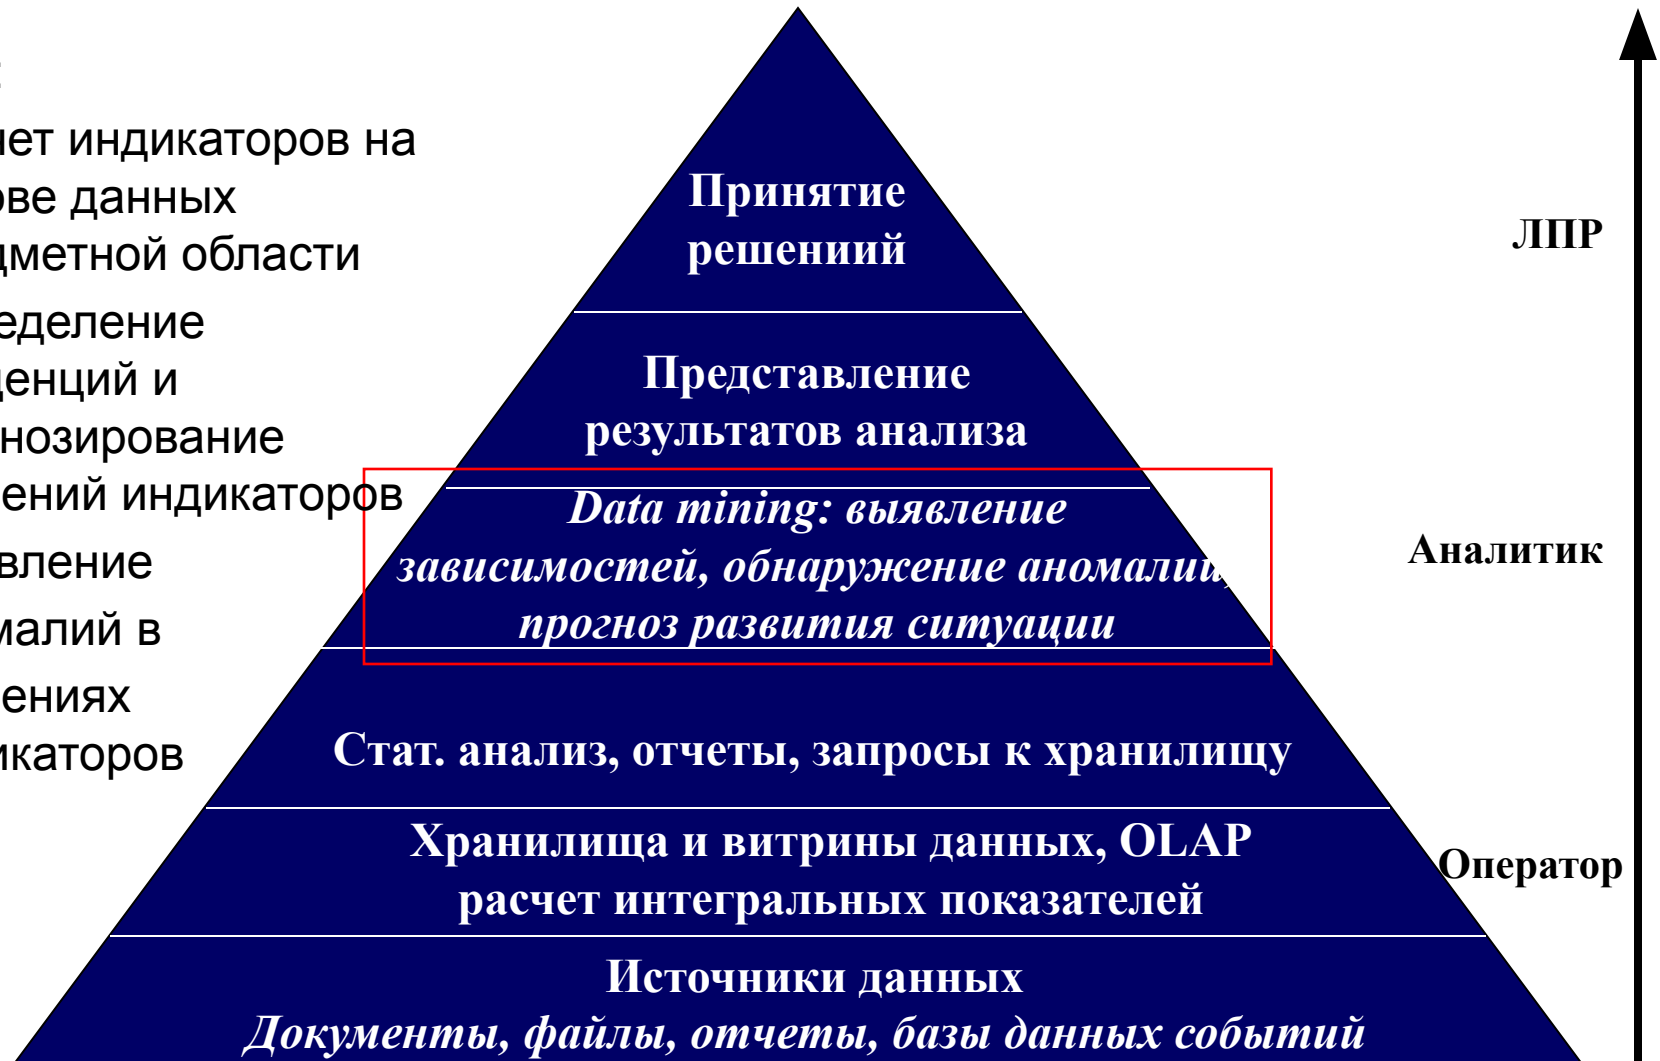 :
чет индикаторов на
ове данных
дметной области
еделение
денций и
нозирование
ений индикаторов
вление
малий в
ениях
икаторов
Принятие
решениий
Представление
результатов анализа
Data mining: выявление
зависимостей, обнаружение аномалий,
прогноз развития ситуации
Стат. анализ, отчеты, запросы к хранилищу
Хранилища и витрины данных, OLAP
расчет интегральных показателей
Источники данных
Документы, файлы, отчеты, базы данных событий
ЛПР
Аналитик
Оператор